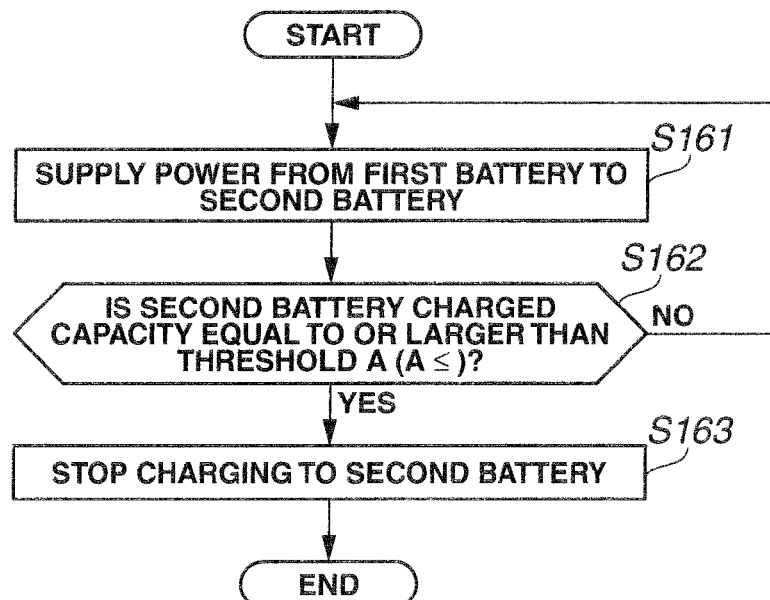 START
S161
SUPPLY POWER FROM FIRST BATTERY TO
SECOND BATTERY
S162
IS SECOND BATTERY CHARGED
CAPACITY EQUAL TO OR LARGER THAN
THRESHOLD A (A ≤ )?
NO
YES
S163
STOP CHARGING TO SECOND BATTERY
END